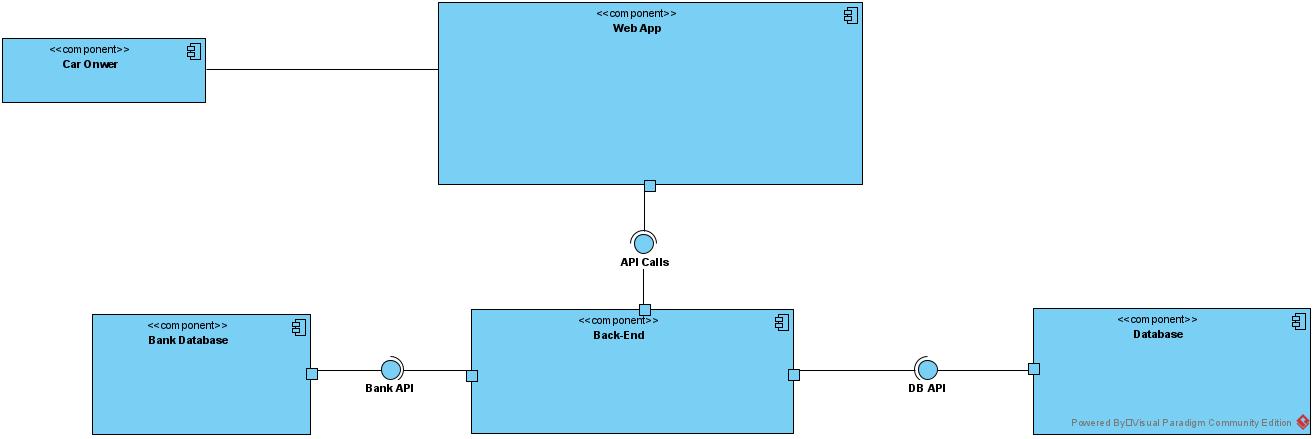 <<component>>
Web App
<<component>>
Car Onwer
API Calls
<<component>>
Bank Database
Bank API
<<component>>
Back-End
DB API
<<component>>
Database
Powered By Visual Paradigm Community Edition